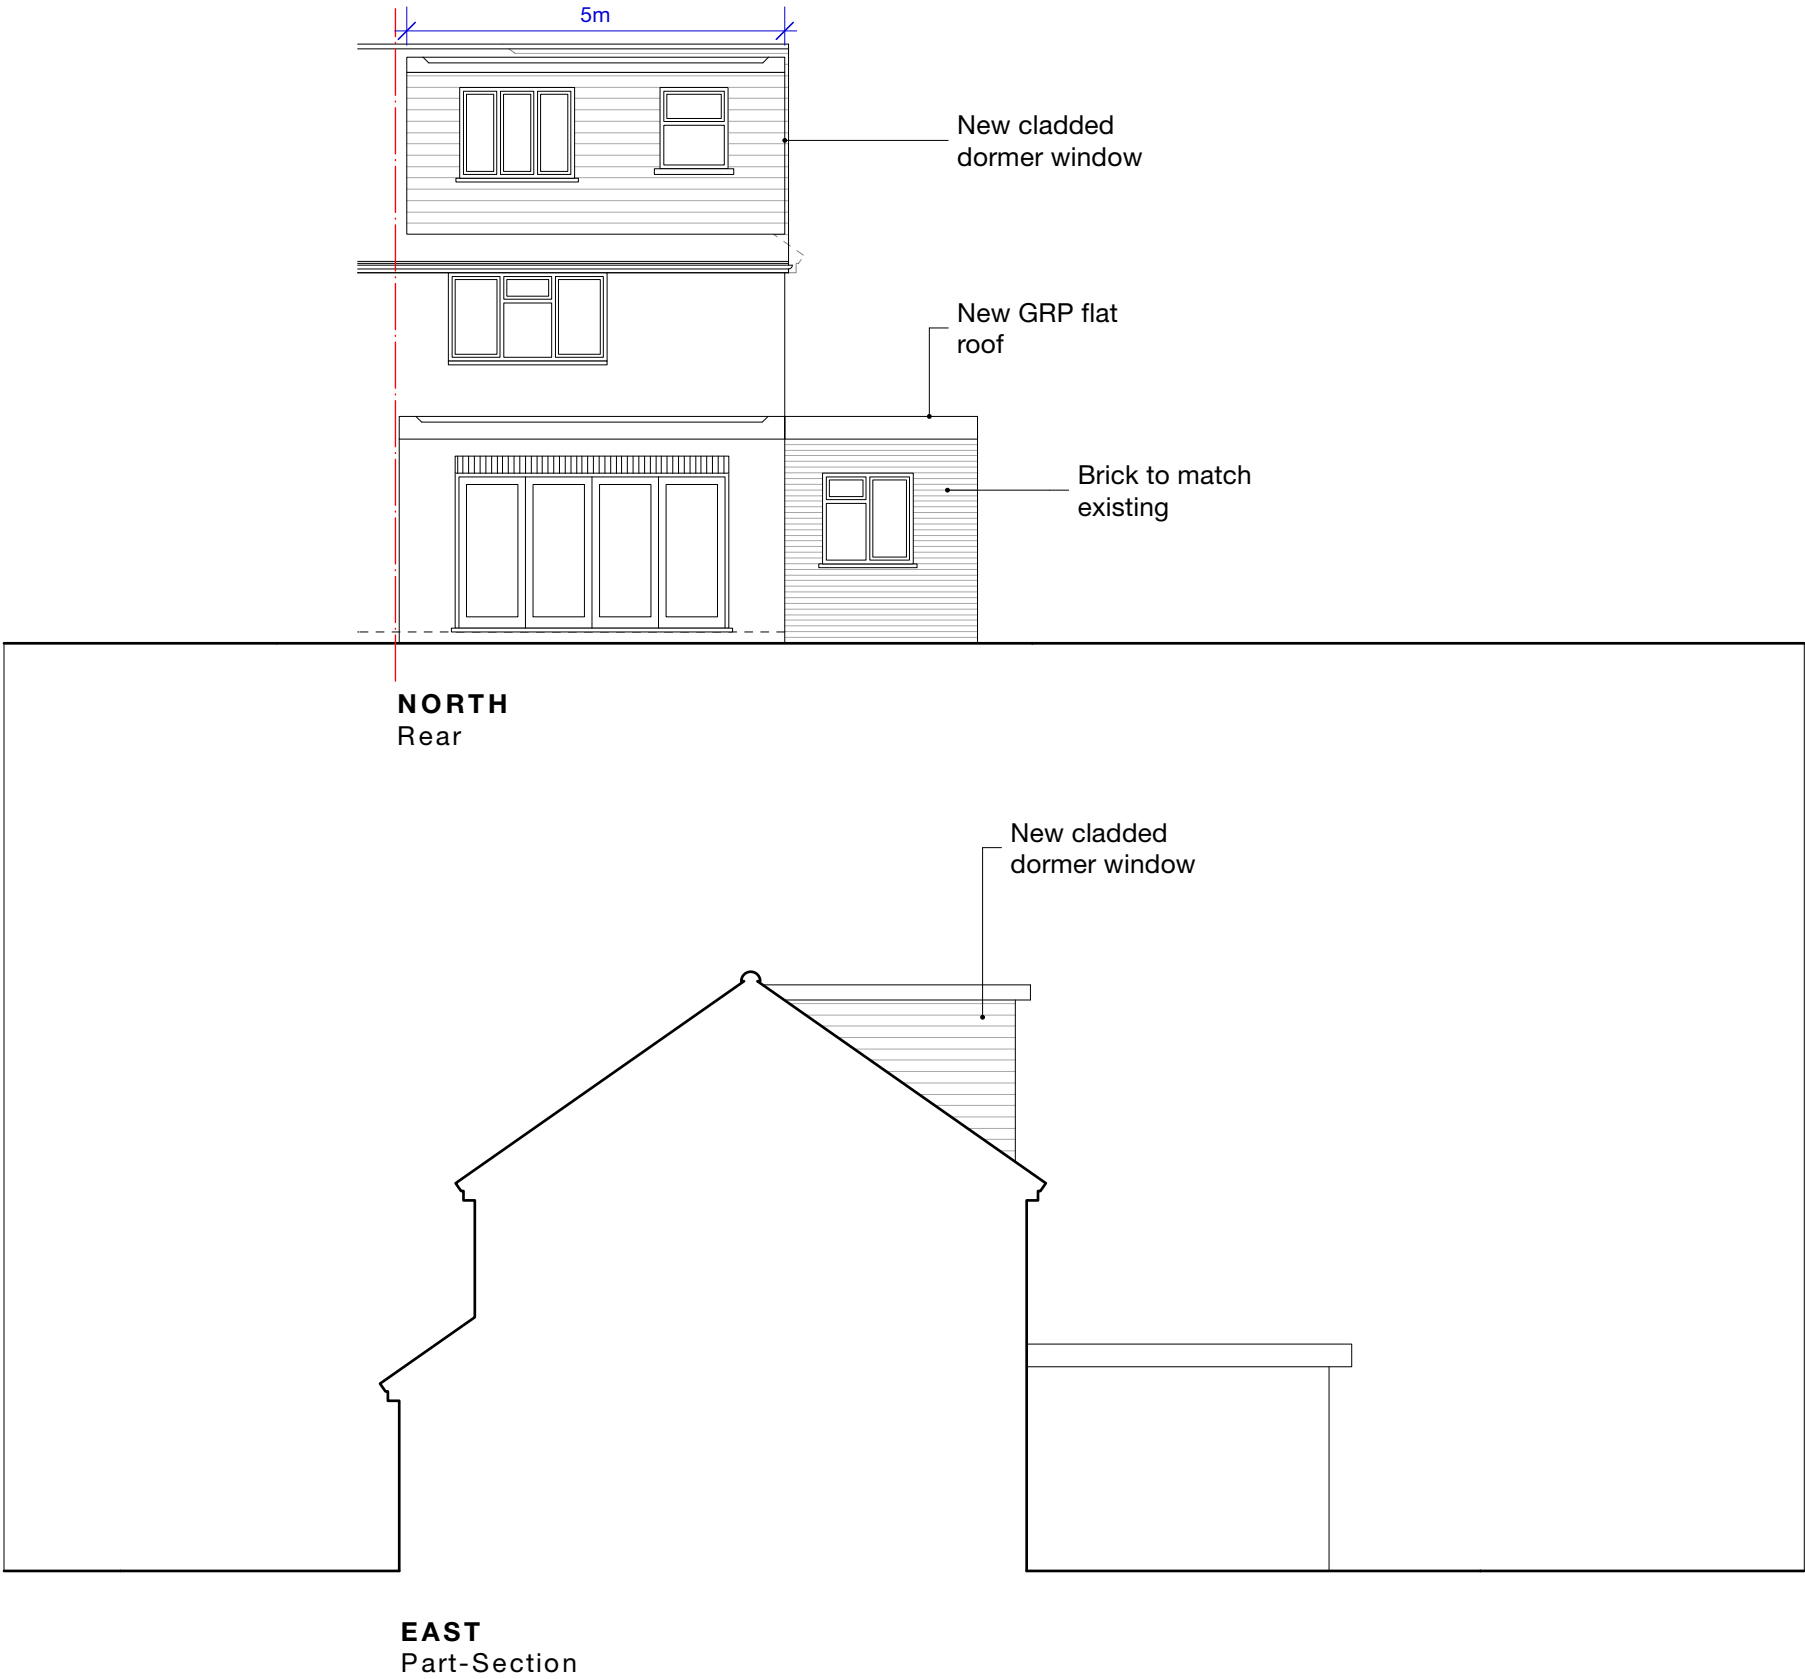 5m
New cladded
dormer window
New GRP flat
roof
Brick to match
existing
NORTH
Rear
New cladded
dormer window
EAST
Part-Section